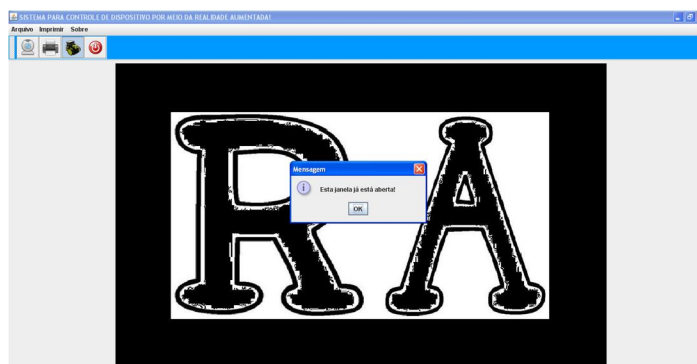 SISTEMA PARA CONTROLE DE DISPOSITIVO POR MEIO DA REALIDADE AUMENTADA!
Arquivo Imprimir Sobre
RA
Mensagem
Esta janela já está aberta!
OK